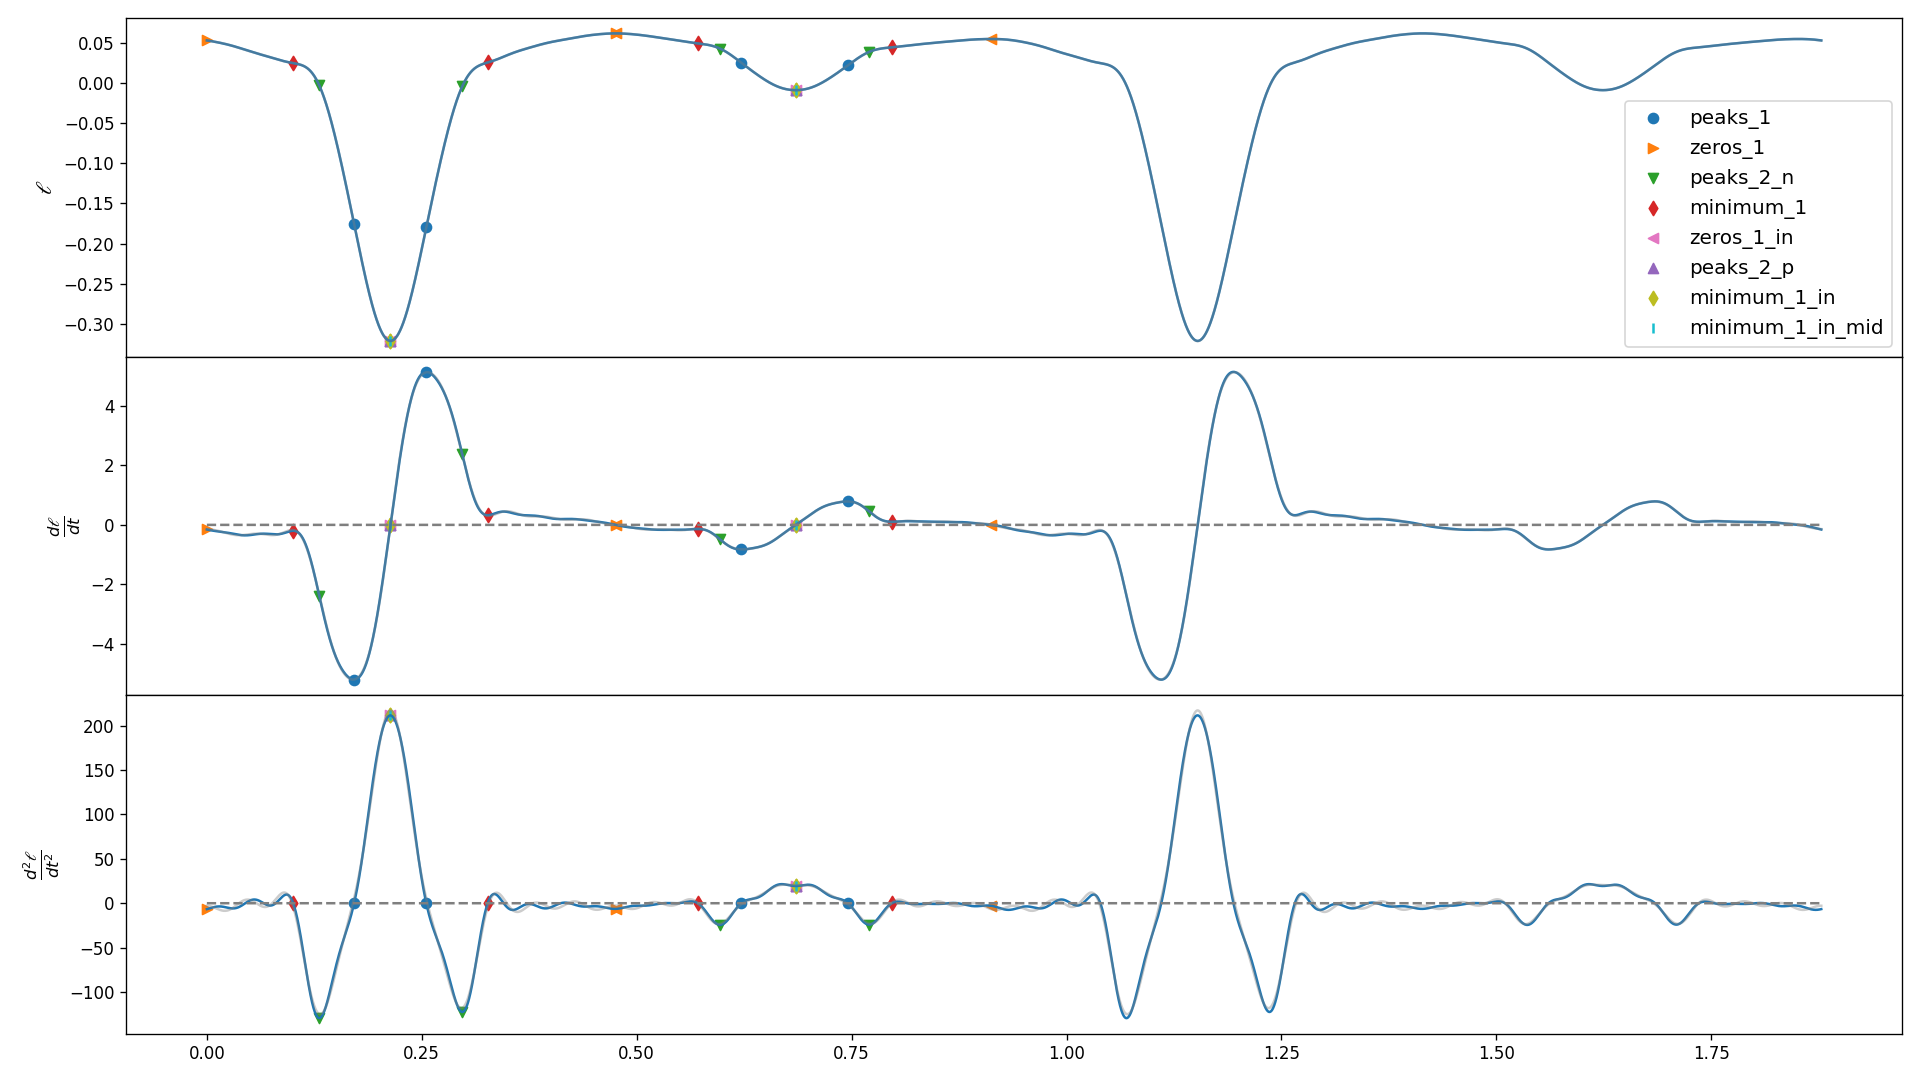 0.05
0.00
−0.05
−0.10
−0.15
−0.20
−0.25
−0.30
ℓ
peaks_1
zeros_1
peaks_2_n
minimum_1
zeros_1_in
peaks_2_p
minimum_1_in
minimum_1_in_mid
4
2
0
−2
−4
dℓ
dt
200
150
100
50
0
−50
−100
d²ℓ
dt²
0.00 0.25 0.50 0.75 1.00 1.25 1.50 1.75